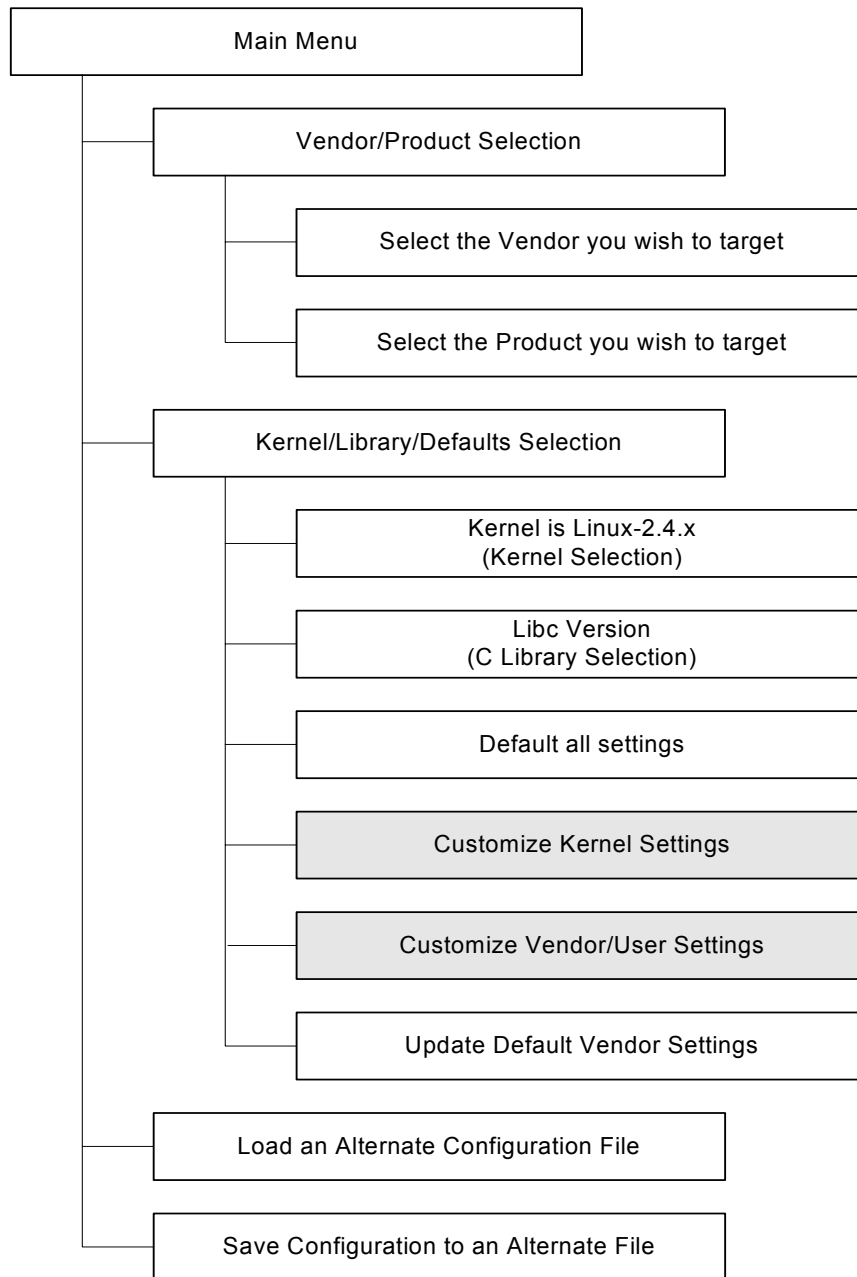 Main Menu
Vendor/Product Selection
Select the Vendor you wish to target
Select the Product you wish to target
Kernel/Library/Defaults Selection
Kernel is Linux-2.4.x
(Kernel Selection)
Libc Version
(C Library Selection)
Default all settings
Customize Kernel Settings
Customize Vendor/User Settings
Update Default Vendor Settings
Load an Alternate Configuration File
Save Configuration to an Alternate File